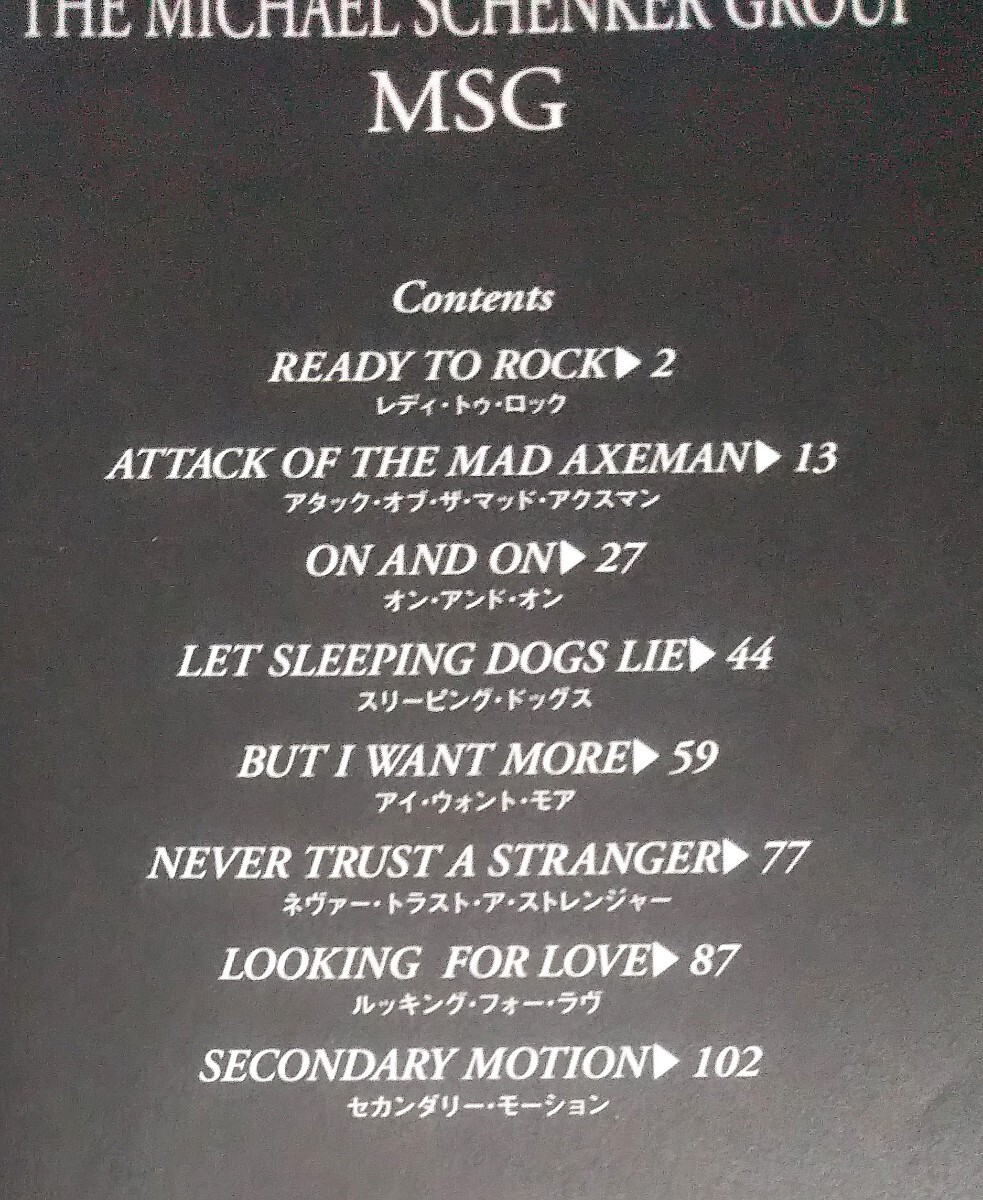 THE MICHAEL SCHENKER GROUP
MSG
Contents
READY TO ROCK▶ 2
レディ・トゥ・ロック
ATTACK OF THE MAD AXEMAN▶ 13
アタック・オブ・ザ・マッド・アクスマン
ON AND ON▶ 27
オン・アンド・オン
LET SLEEPING DOGS LIE▶ 44
スリーピング・ドッグス
BUT I WANT MORE▶ 59
アイ・ウォント・モア
NEVER TRUST A STRANGER▶ 77
ネヴァー・トラスト・ア・ストレンジャー
LOOKING FOR LOVE▶ 87
ルッキング・フォー・ラヴ
SECONDARY MOTION▶ 102
セカンダリー・モーション